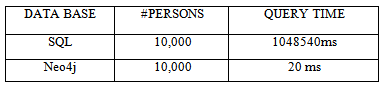 DATA BASE #PERSONS QUERY TIME
SQL 10,000 1048540ms
Neo4j 10,000 20 ms